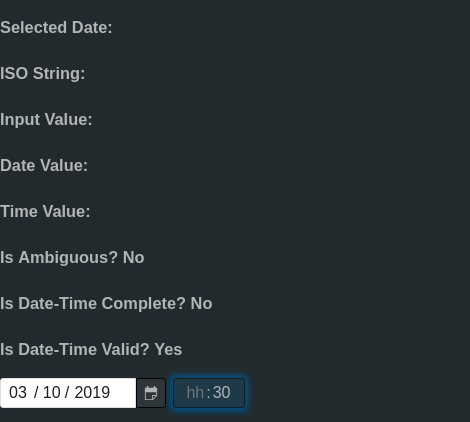 Selected Date:
ISO String:
Input Value:
Date Value:
Time Value:
Is Ambiguous? No
Is Date-Time Complete? No
Is Date-Time Valid? Yes
03 / 10 / 2019 hh:30